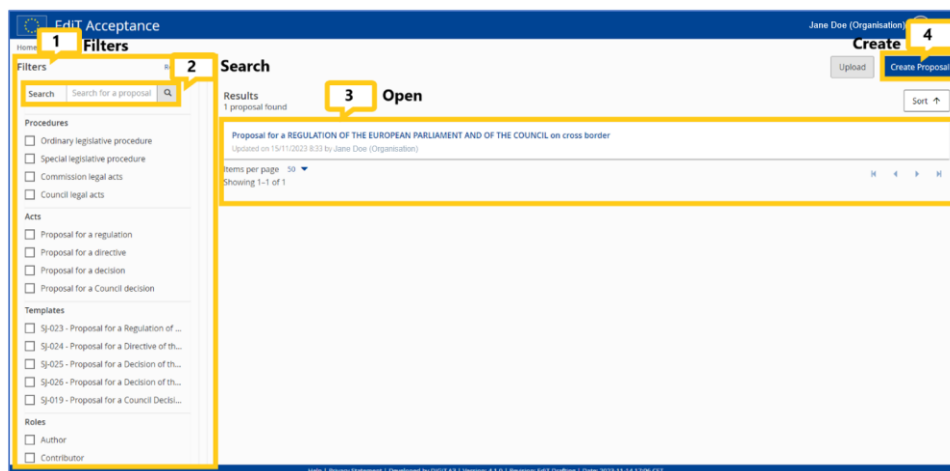 EdiT Acceptance
Jane Doe (Organisation)
Home
1 Filters
Create 4
Filters
2 Search
Upload
Create Proposal
Search Search for a proposal
Results
1 proposal found
3 Open
Sort
Procedures
Ordinary legislative procedure
Special legislative procedure
Commission legal acts
Council legal acts
Proposal for a REGULATION OF THE EUROPEAN PARLIAMENT AND OF THE COUNCIL on cross border
Updated on 15/11/2023 8:33 by Jane Doe (Organisation)
Items per page 50
Showing 1–1 of 1
Acts
Proposal for a regulation
Proposal for a directive
Proposal for a decision
Proposal for a Council decision
Templates
SJ-023 - Proposal for a Regulation of ...
SJ-024 - Proposal for a Directive of th...
SJ-025 - Proposal for a Decision of th...
SJ-026 - Proposal for a Decision of th...
SJ-019 - Proposal for a Council Decisi...
Roles
Author
Contributor
Help | Privacy Statement | Developed by DIGIT